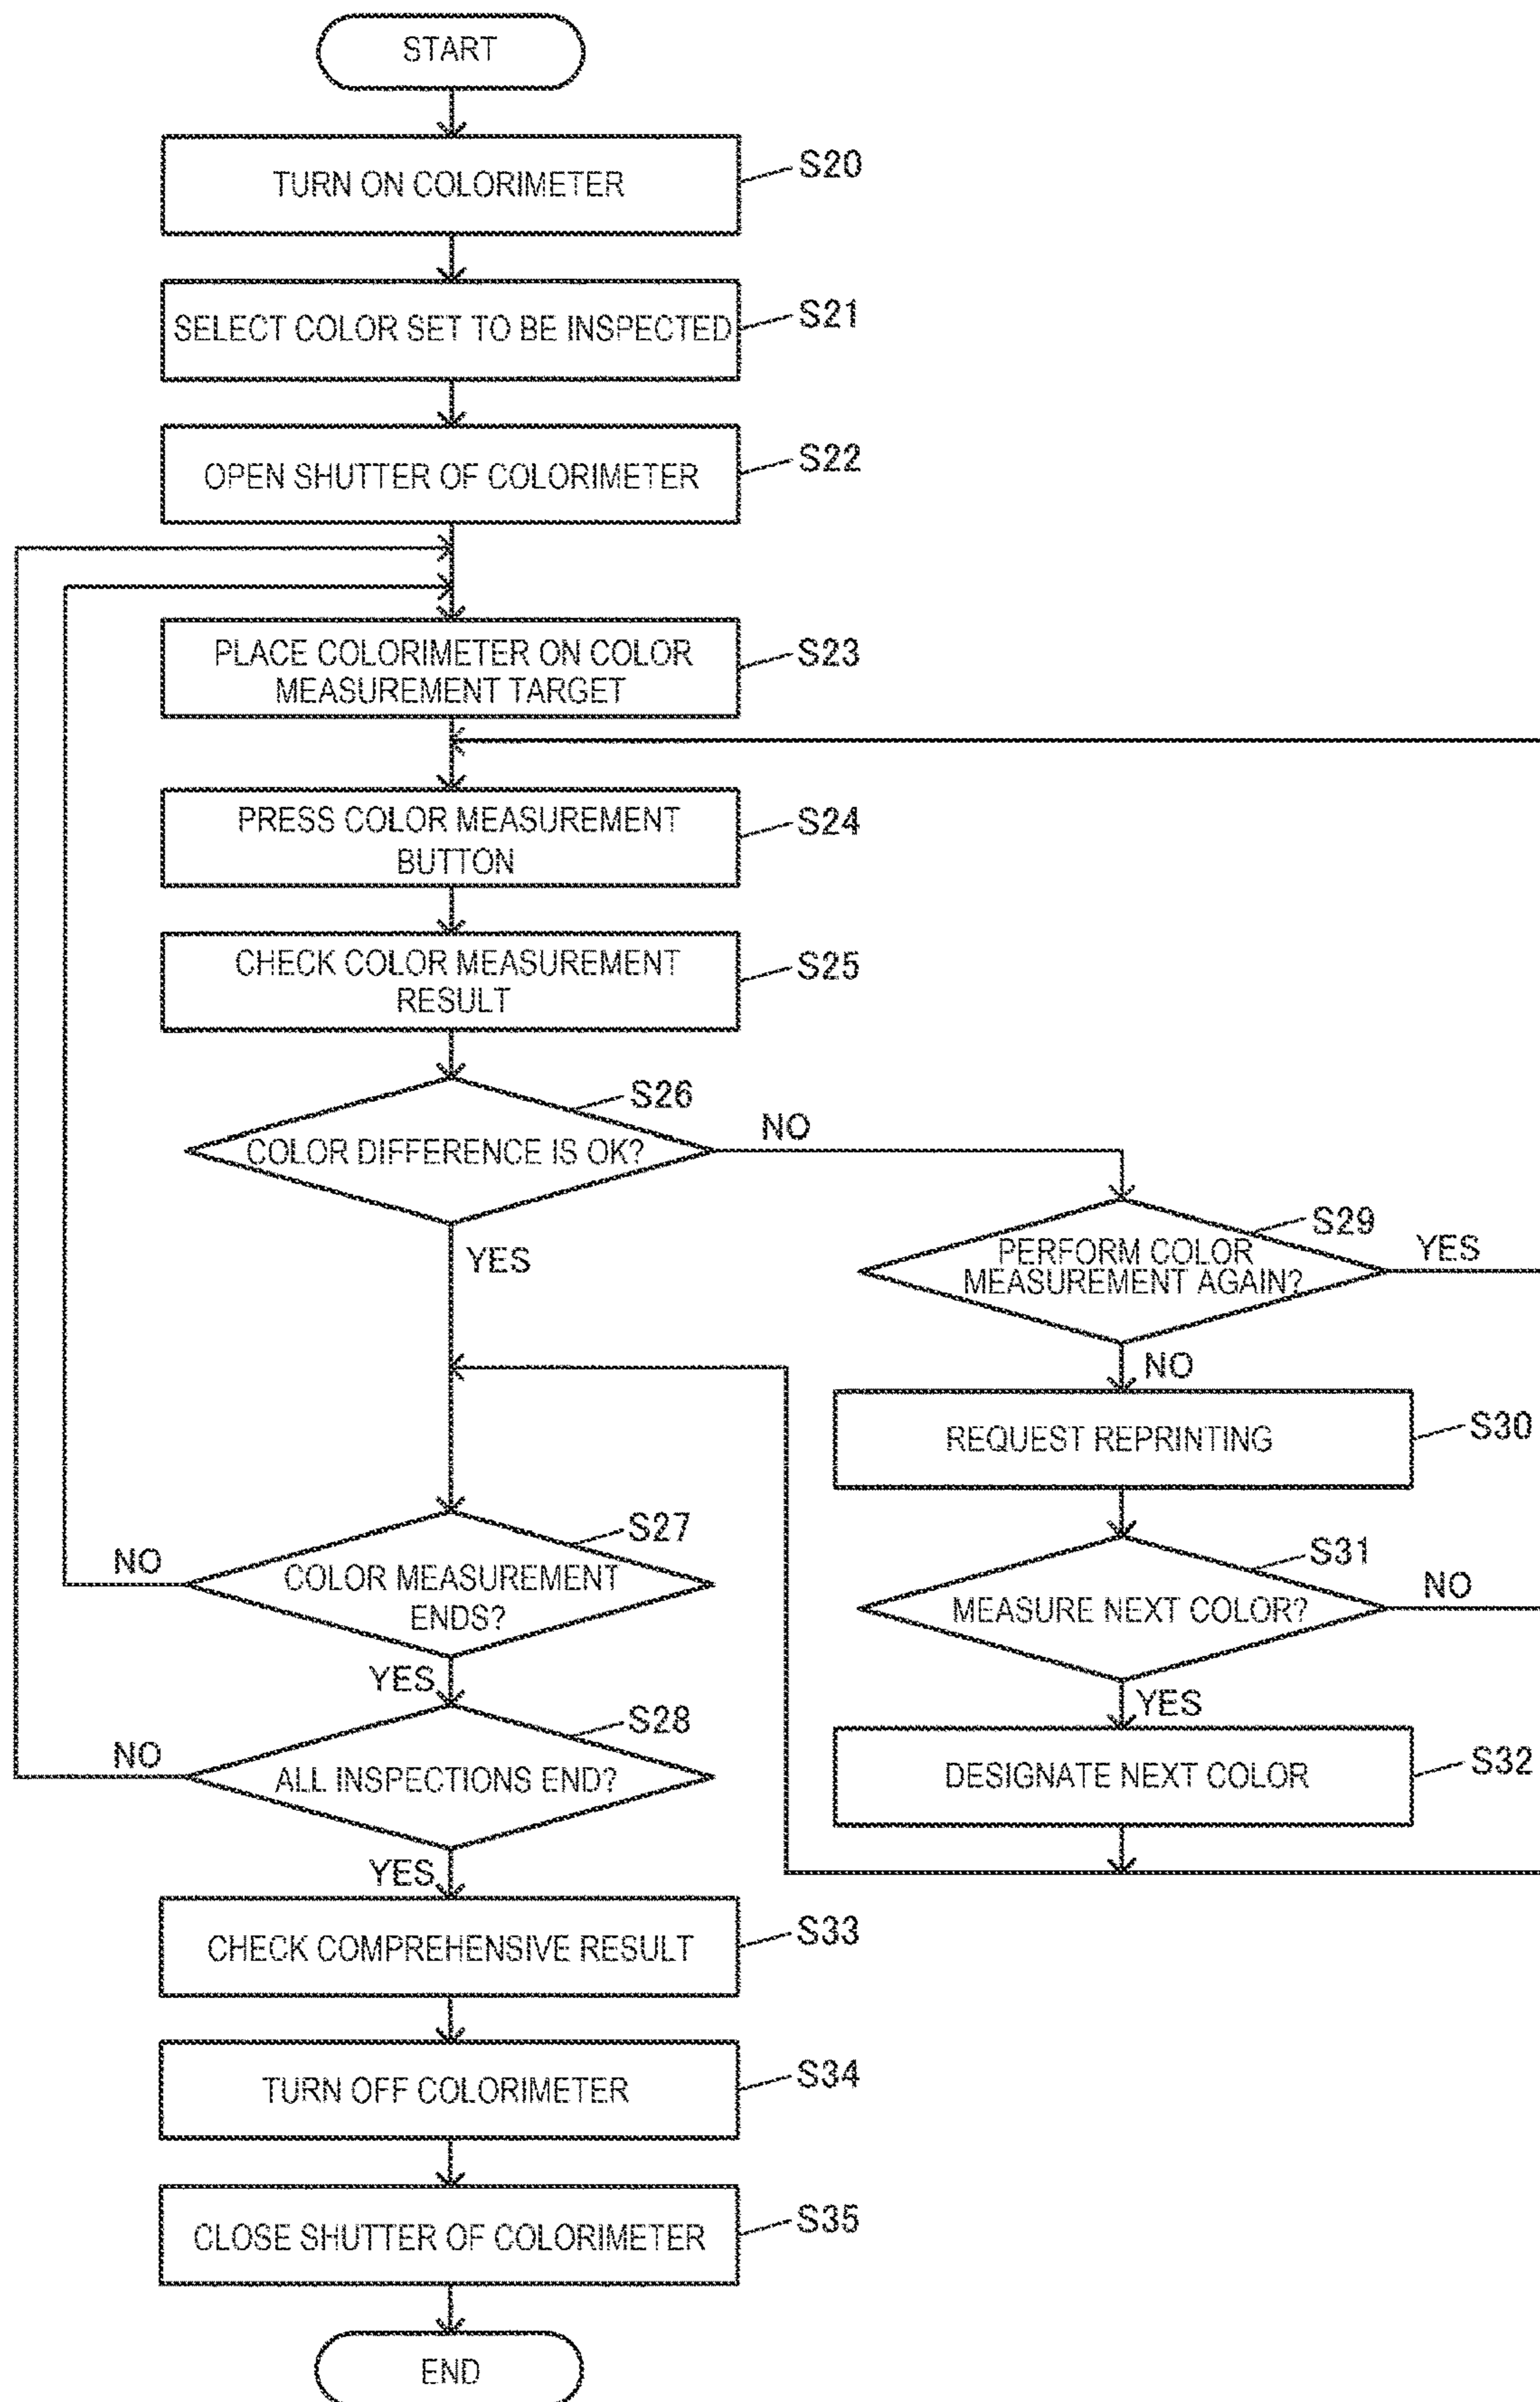 START
TURN ON COLORIMETER
S20
SELECT COLOR SET TO BE INSPECTED
S21
OPEN SHUTTER OF COLORIMETER
S22
PLACE COLORIMETER ON COLOR
MEASUREMENT TARGET
S23
PRESS COLOR MEASUREMENT
BUTTON
S24
CHECK COLOR MEASUREMENT
RESULT
S25
COLOR DIFFERENCE IS OK?
S26
NO
YES
PERFORM COLOR
MEASUREMENT AGAIN?
S29
YES
NO
REQUEST REPRINTING
S30
COLOR MEASUREMENT
ENDS?
S27
NO
YES
MEASURE NEXT COLOR?
S31
NO
YES
ALL INSPECTIONS END?
S28
NO
YES
DESIGNATE NEXT COLOR
S32
CHECK COMPREHENSIVE RESULT
S33
TURN OFF COLORIMETER
S34
CLOSE SHUTTER OF COLORIMETER
S35
END